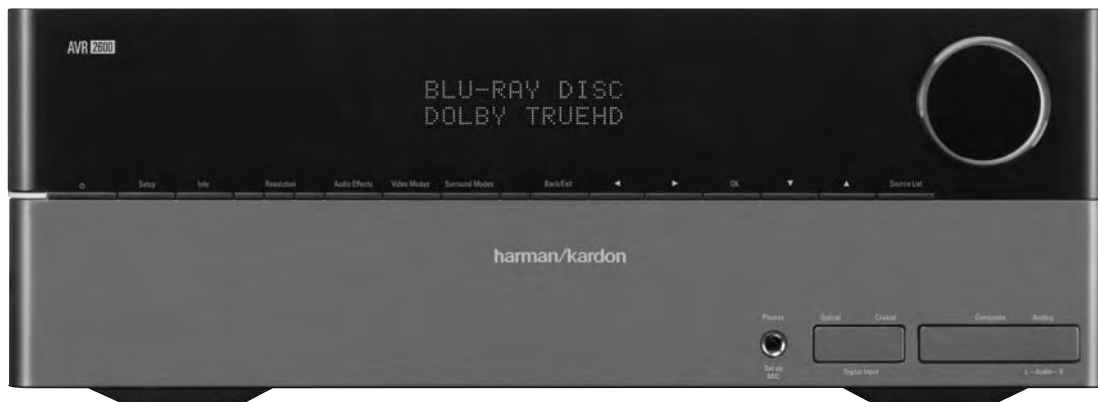 AVR 2600
BLU-RAY DISC
DOLBY TRUEHD
Setup Info Resolution Audio Effects Video Modes Surround Modes Back/Exit OK Source List
harman/kardon
Phones Optical Coaxial Composite Analog
Set up MIC
Digital Input
L - Audio - R